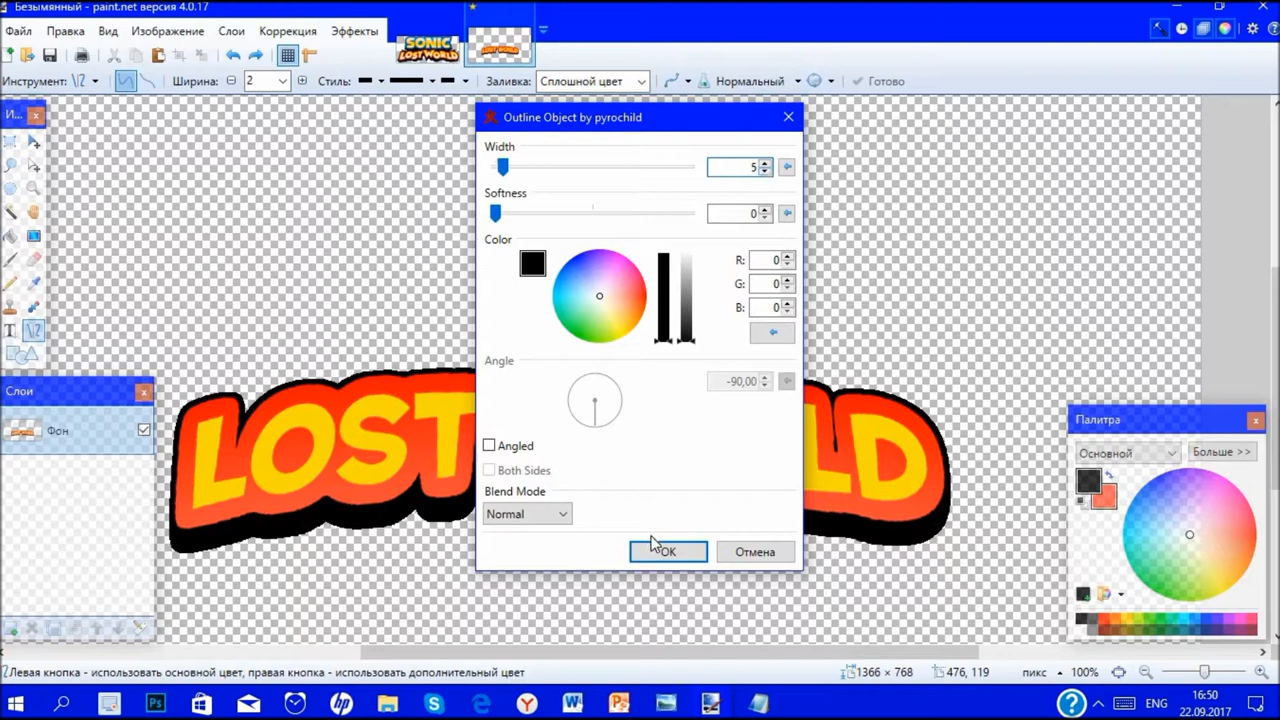 Безымянный - paint.net версия 4.0.17
Файл Правка Вид Изображение Слои Коррекция Эффекты
SONIC
LOST WORLD
LOST WORLD
Инструмент: Ширина: 2 Стиль: Заливка: Сплошной цвет Нормальный Готово
И...
Outline Object by pyrochild
Width
5
Softness
0
Color
R: 0
G: 0
B: 0
Angle
-90,00
Angled
Both Sides
Blend Mode
Normal
OK Отмена
Слои
Фон
LOST
LD
Палитра
Основной Больше >>
Левая кнопка - использовать основной цвет, правая кнопка - использовать дополнительный цвет 1366 × 768 476, 119 пикс 100%
Ps hp S Y W P ? ENG 16:50
22.09.2017